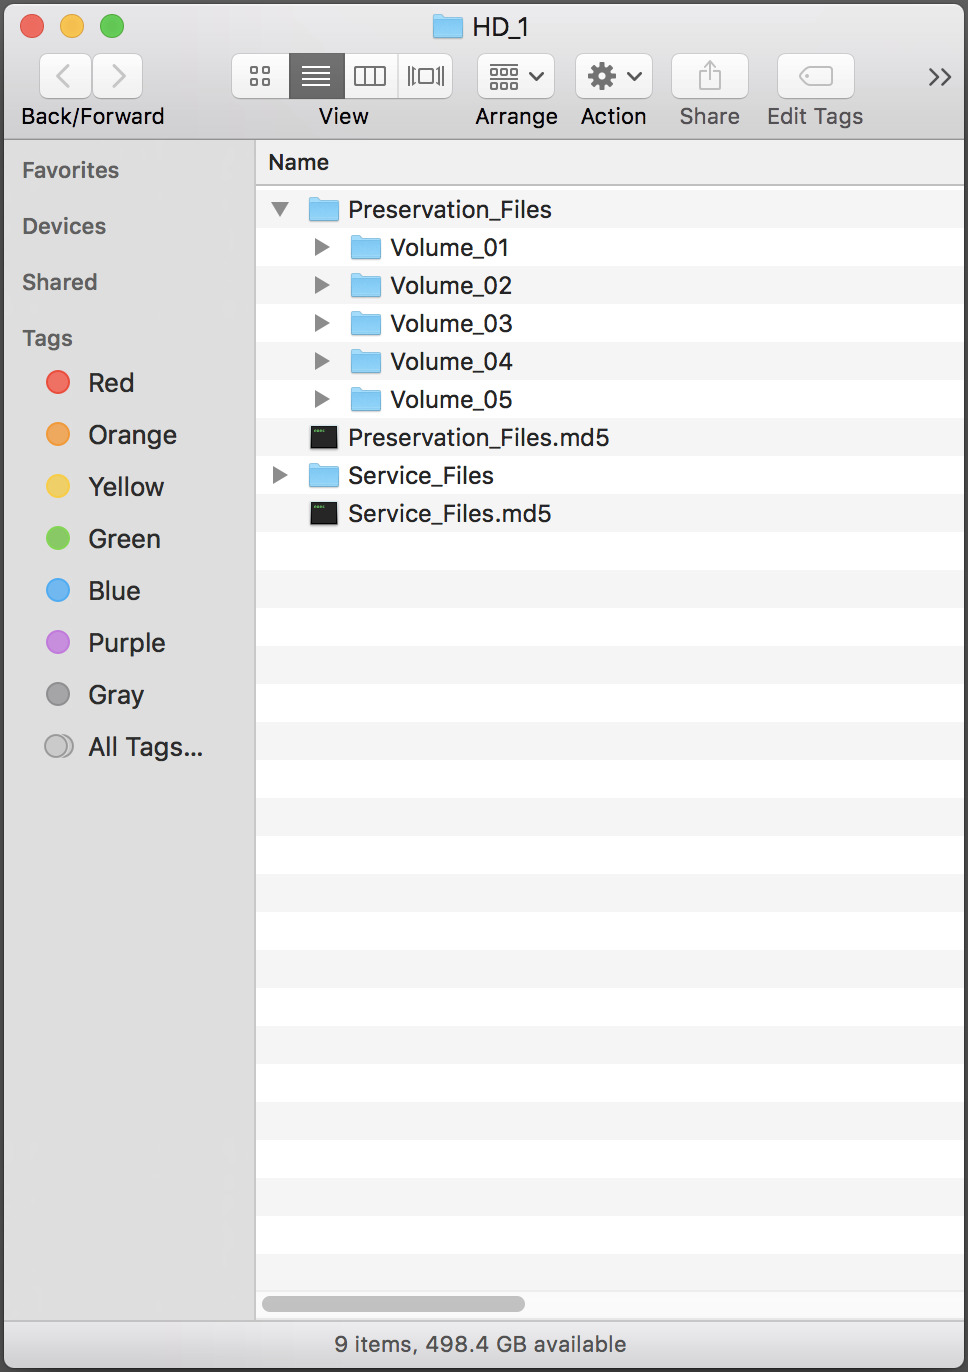 HD_1
Back/Forward
View
Arrange
Action
Share
Edit Tags
Favorites
Devices
Shared
Tags
Red
Orange
Yellow
Green
Blue
Purple
Gray
All Tags...
Name
Preservation_Files
Volume_01
Volume_02
Volume_03
Volume_04
Volume_05
Preservation_Files.md5
Service_Files
Service_Files.md5
9 items, 498.4 GB available